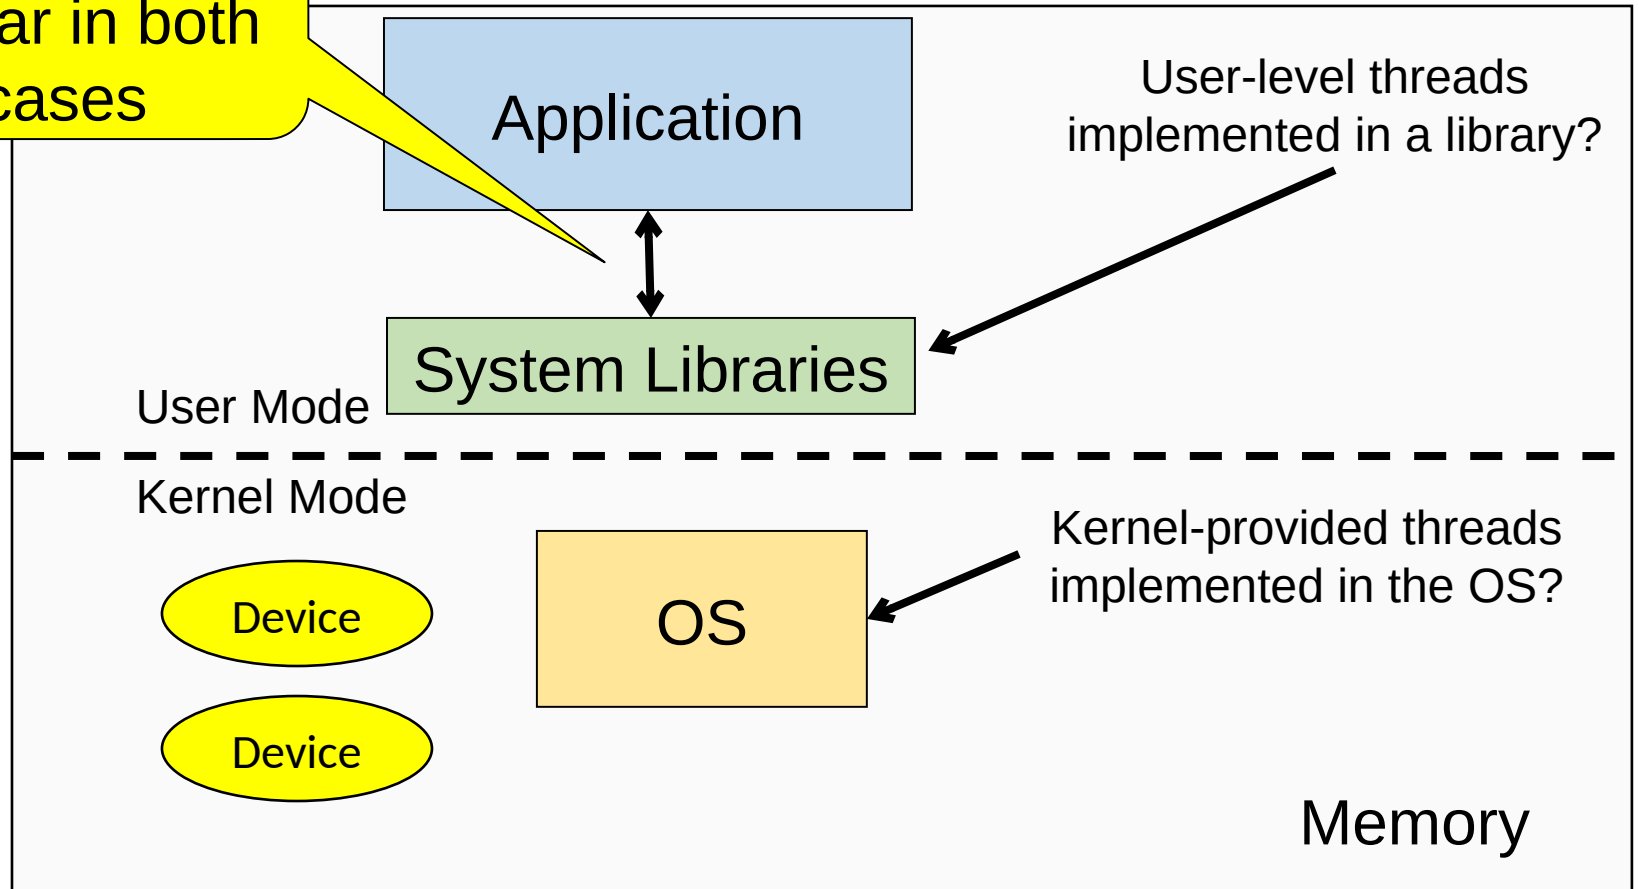 ar in both
cases
Application
User-level threads
implemented in a library?
System Libraries
User Mode
Kernel Mode
Kernel-provided threads
implemented in the OS?
OS
Device
Device
Memory